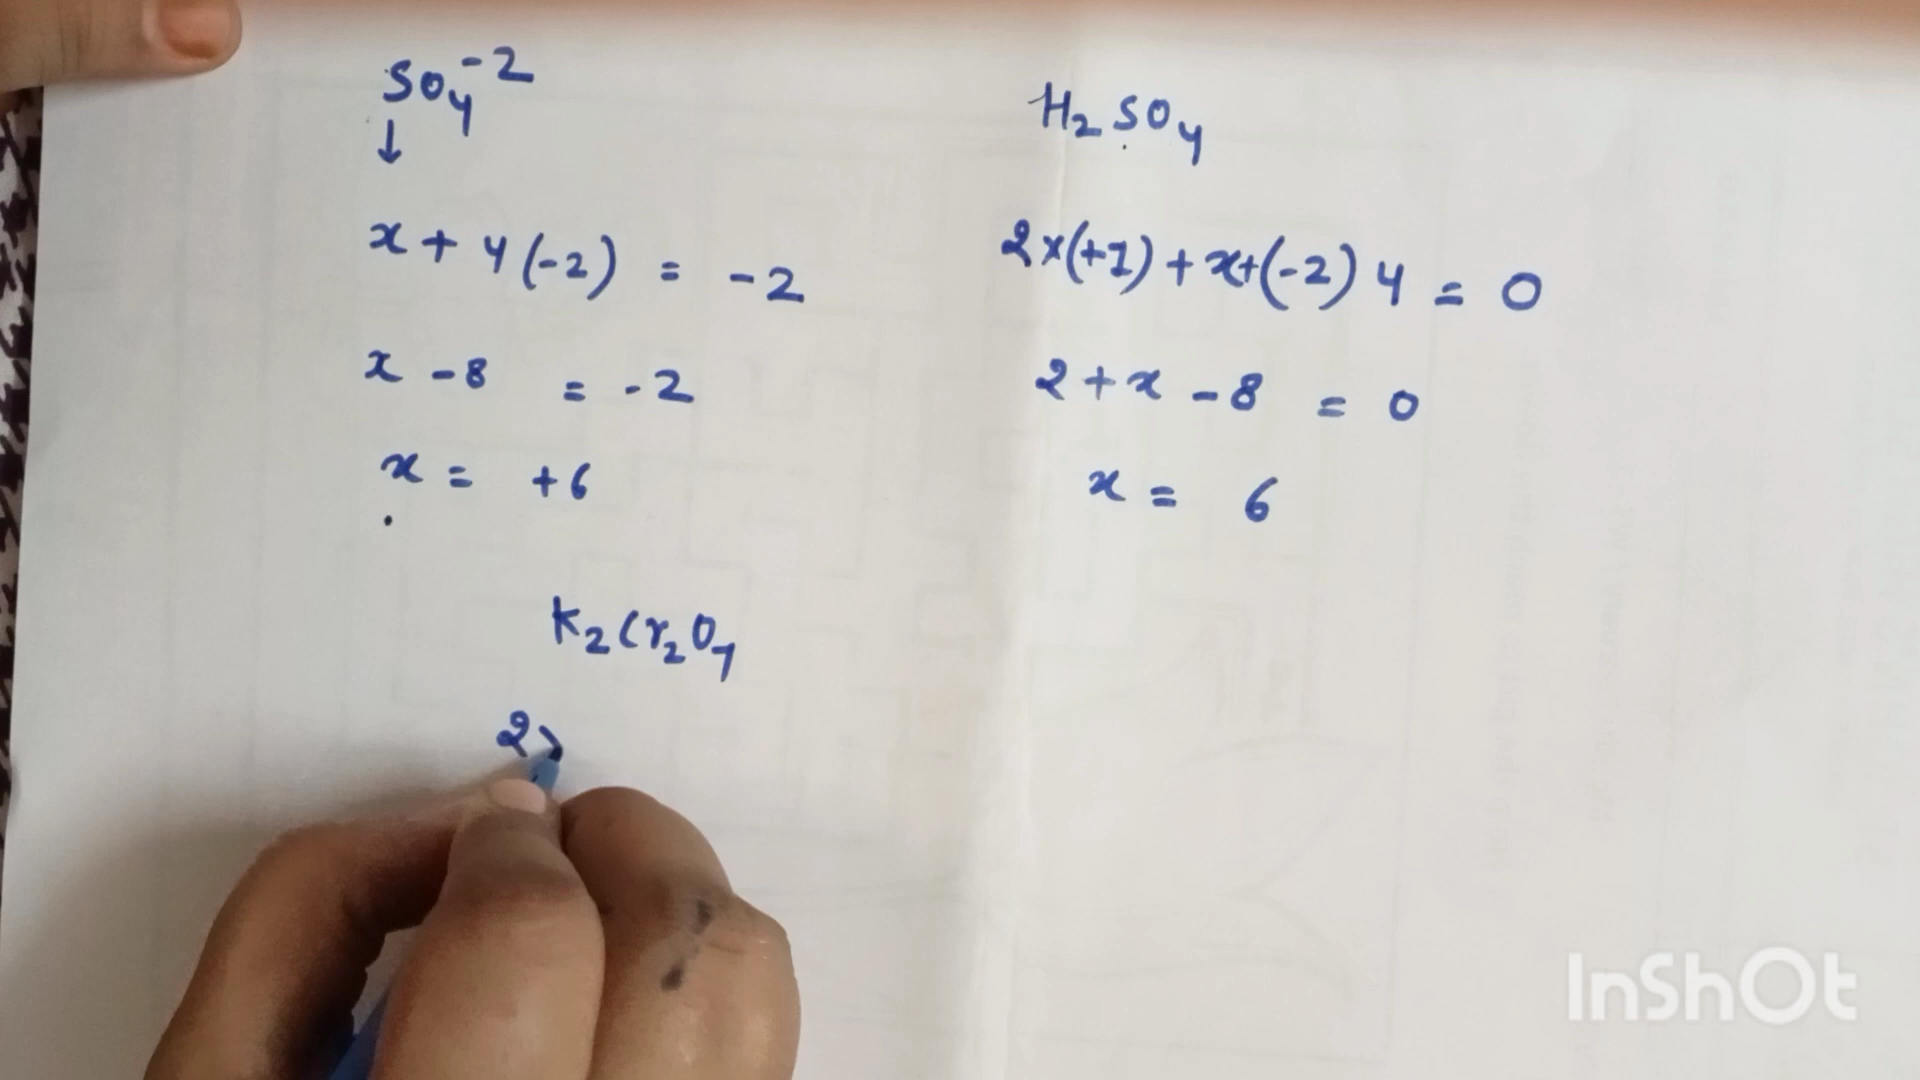 SO₄⁻²
↓
x + 4(-2) = -2
x - 8 = -2
x = +6
H₂SO₄
2×(+1) + x+(-2) 4 = 0
2 + x - 8 = 0
x = 6
K₂Cr₂O₇
2×
InShOt